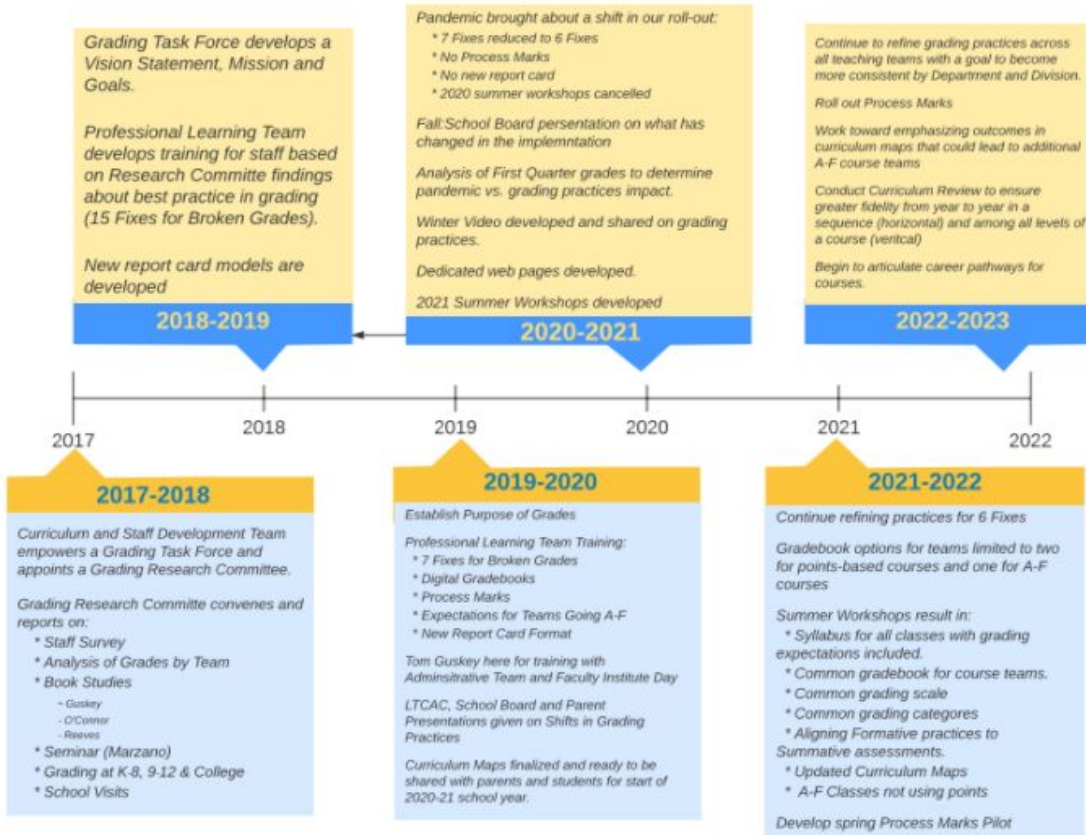 Grading Task Force develops a
Vision Statement, Mission and
Goals.
Professional Learning Team
develops training for staff based
on Research Committe findings
about best practice in grading
(15 Fixes for Broken Grades).
New report card models are
developed
2018-2019
Pandemic brought about a shift in our roll-out:
* 7 Fixes reduced to 6 Fixes
* No Process Marks
* No new report card
* 2020 summer workshops cancelled
Fall:School Board persentation on what has
changed in the implemntation
Analysis of First Quarter grades to determine
pandemic vs. grading practices impact.
Winter Video developed and shared on grading
practices.
Dedicated web pages developed.
2021 Summer Workshops developed
2020-2021
Continue to refine grading practices across
all teaching teams with a goal to become
more consistent by Department and Division.
Roll out Process Marks
Work toward emphasizing outcomes in
curriculum maps that could lead to additional
A-F course teams
Conduct Curriculum Review to ensure
greater fidelity from year to year in a
sequence (horizontal) and among all levels of
a course (veritcal)
Begin to articulate career pathways for
courses.
2022-2023
2017
2018
2019
2020
2021
2022
2017-2018
Curriculum and Staff Development Team
empowers a Grading Task Force and
appoints a Grading Research Committee.
Grading Research Committe convenes and
reports on:
* Staff Survey
* Analysis of Grades by Team
* Book Studies
~ Guskey
- O'Connor
- Reeves
* Seminar (Marzano)
* Grading at K-8, 9-12 & College
* School Visits
2019-2020
Establish Purpose of Grades
Professional Learning Team Training:
* 7 Fixes for Broken Grades
* Digital Gradebooks
* Process Marks
* Expectations for Teams Going A-F
* New Report Card Format
Tom Guskey here for training with
Adminsitrative Team and Faculty Institute Day
LTCAC, School Board and Parent
Presentations given on Shifts in Grading
Practices
Curriculum Maps finalized and ready to be
shared with parents and students for start of
2020-21 school year.
2021-2022
Continue refining practices for 6 Fixes
Gradebook options for teams limited to two
for points-based courses and one for A-F
courses
Summer Workshops result in:
* Syllabus for all classes with grading
expectations included.
* Common gradebook for course teams.
* Common grading scale
* Common grading categores
* Aligning Formative practices to
Summative assessments.
* Updated Curriculum Maps
* A-F Classes not using points
Develop spring Process Marks Pilot